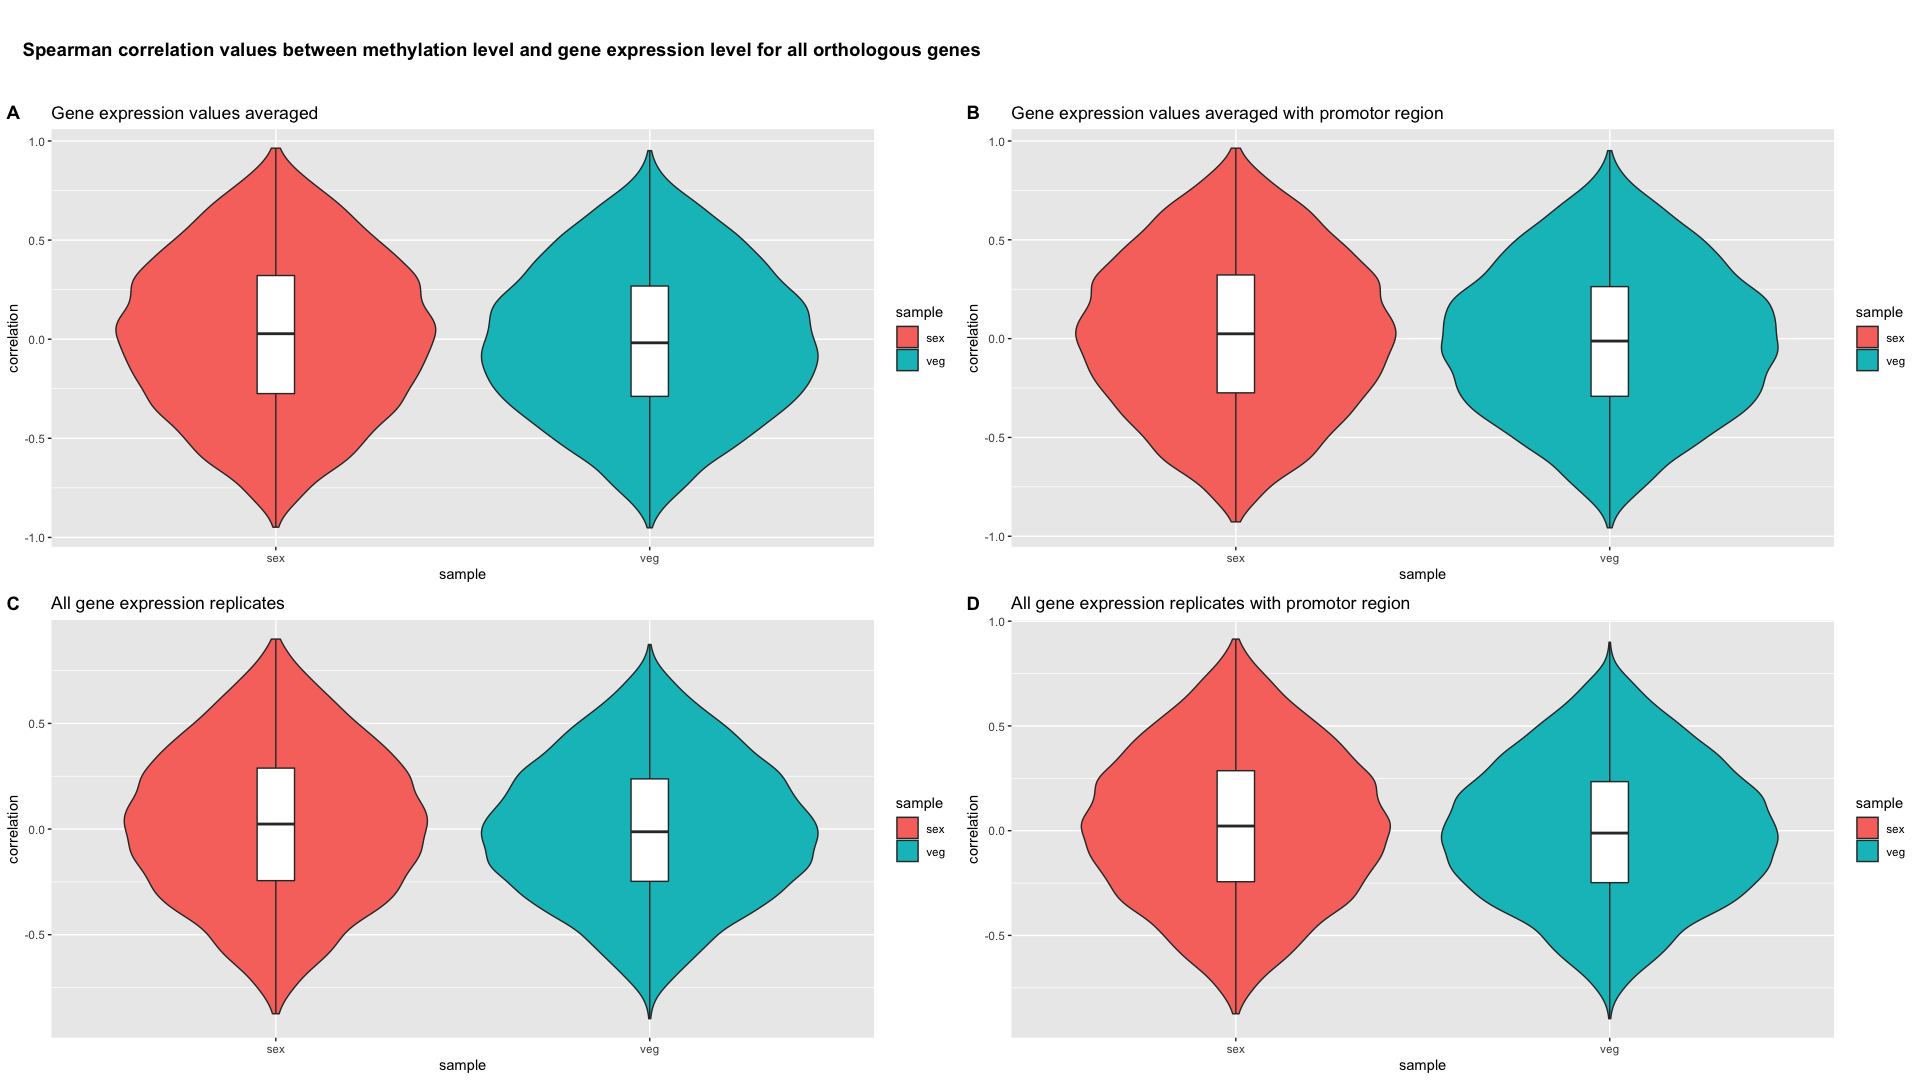 Spearman correlation values between methylation level and gene expression level for all orthologous genes
A
Gene expression values averaged
1.0
0.5
0.0
-0.5
-1.0
correlation
sex
veg
sample
sample
sex
veg
B
Gene expression values averaged with promotor region
1.0
0.5
0.0
-0.5
-1.0
correlation
sex
veg
sample
sample
sex
veg
C
All gene expression replicates
0.5
0.0
-0.5
correlation
sex
veg
sample
sample
sex
veg
D
All gene expression replicates with promotor region
1.0
0.5
0.0
-0.5
correlation
sex
veg
sample
sample
sex
veg